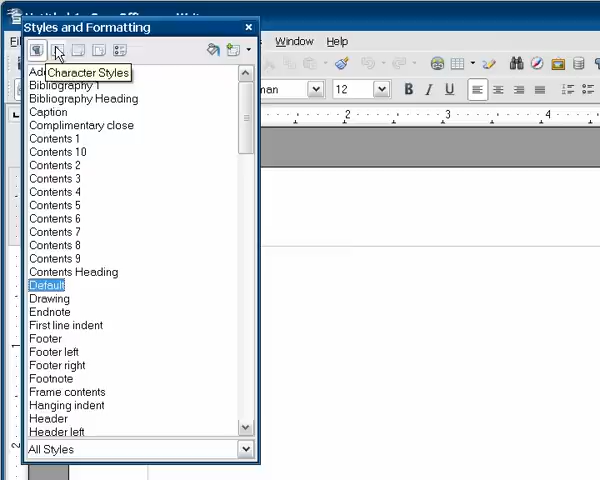 Styles and Formatting
Window Help
Character Styles
Bibliography 1
Bibliography Heading
Caption
Complimentary close
Contents 1
Contents 10
Contents 2
Contents 3
Contents 4
Contents 5
Contents 6
Contents 7
Contents 8
Contents 9
Contents Heading
Default
Drawing
Endnote
First line indent
Footer
Footer left
Footer right
Footnote
Frame contents
Hanging indent
Header
Header left
All Styles
12
B I U
2 3 4
1
2